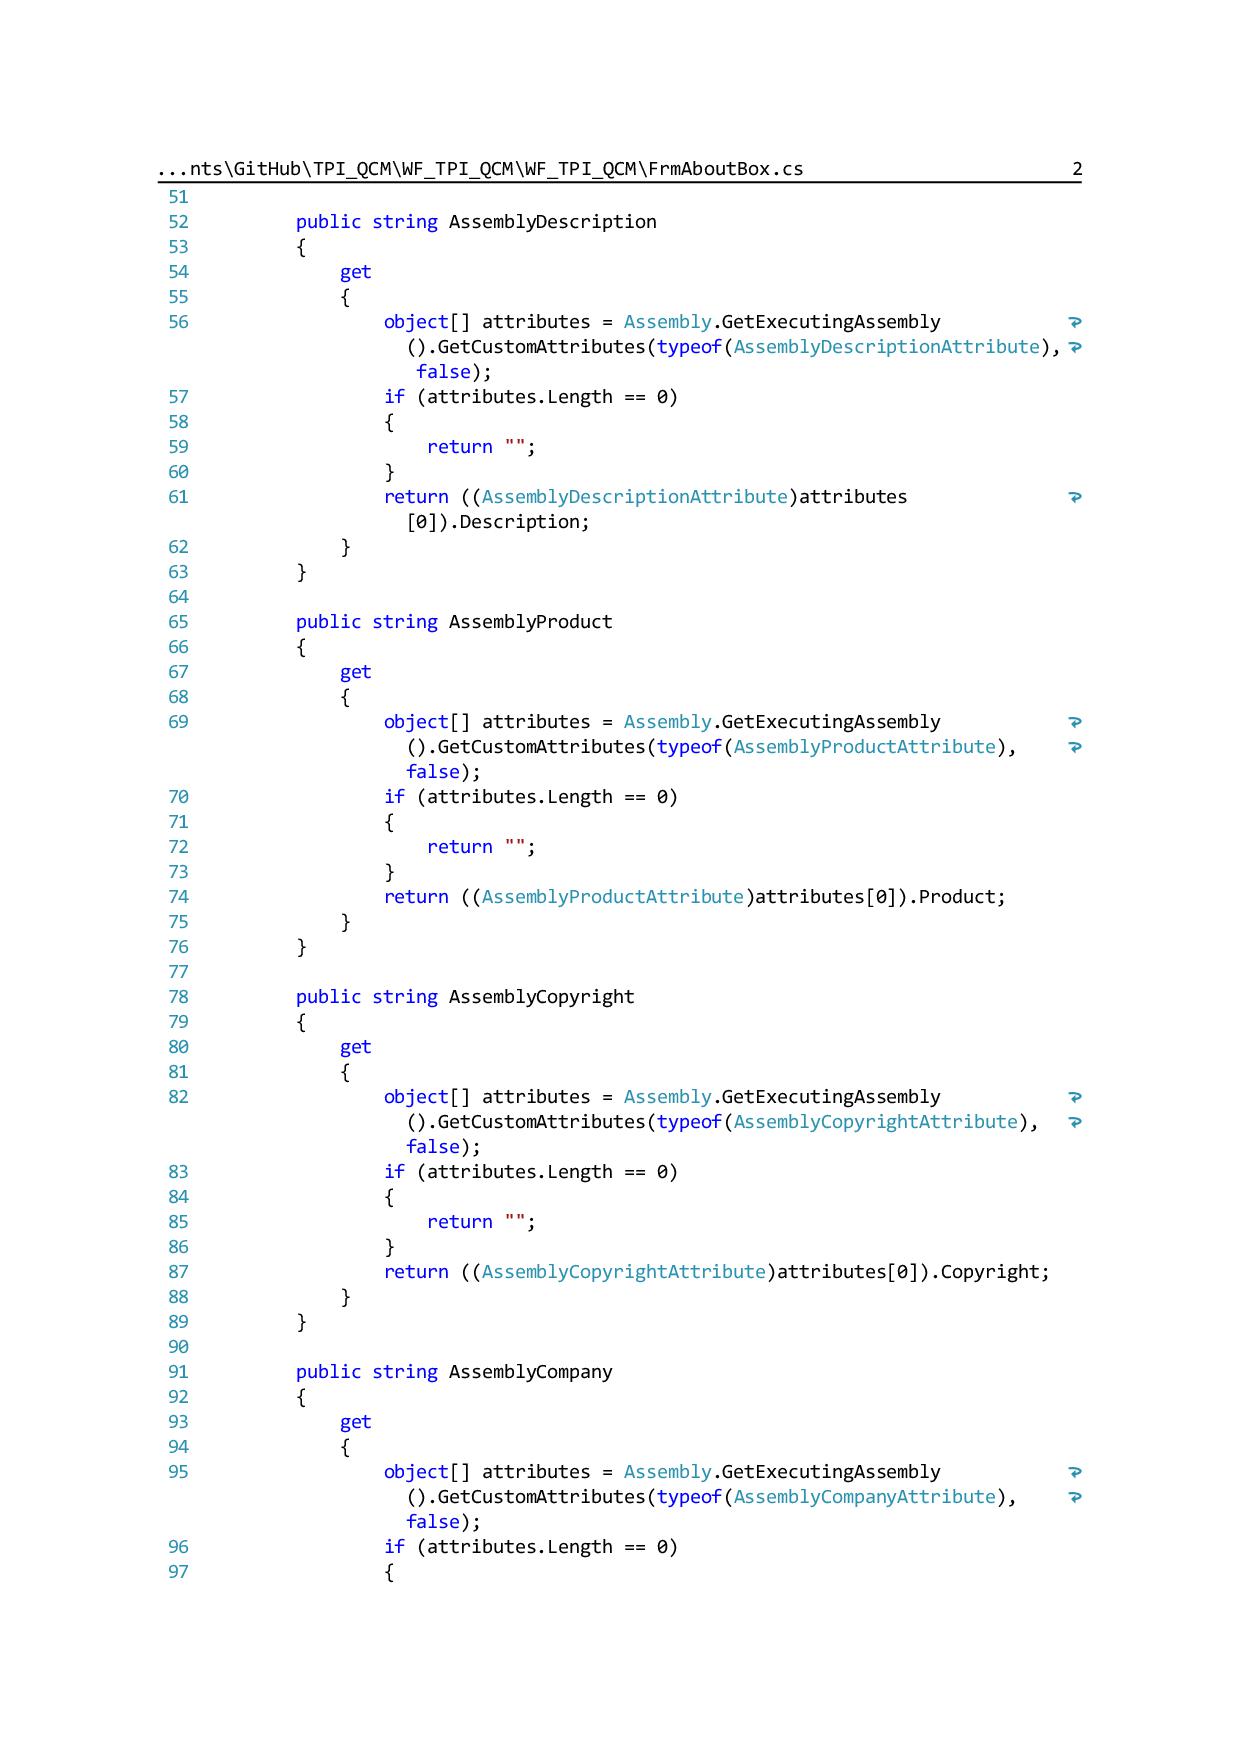 ...nts\GitHub\TPI_QCM\WF_TPI_QCM\WF_TPI_QCM\FrmAboutBox.cs 2
51
52 public string AssemblyDescription
53 {
54 get
55 {
56 object[] attributes = Assembly.GetExecutingAssembly
().GetCustomAttributes(typeof(AssemblyDescriptionAttribute),
false);
57 if (attributes.Length == 0)
58 {
59 return "";
60 }
61 return ((AssemblyDescriptionAttribute)attributes
[0]).Description;
62 }
63 }
64
65 public string AssemblyProduct
66 {
67 get
68 {
69 object[] attributes = Assembly.GetExecutingAssembly
().GetCustomAttributes(typeof(AssemblyProductAttribute),
false);
70 if (attributes.Length == 0)
71 {
72 return "";
73 }
74 return ((AssemblyProductAttribute)attributes[0]).Product;
75 }
76 }
77
78 public string AssemblyCopyright
79 {
80 get
81 {
82 object[] attributes = Assembly.GetExecutingAssembly
().GetCustomAttributes(typeof(AssemblyCopyrightAttribute),
false);
83 if (attributes.Length == 0)
84 {
85 return "";
86 }
87 return ((AssemblyCopyrightAttribute)attributes[0]).Copyright;
88 }
89 }
90
91 public string AssemblyCompany
92 {
93 get
94 {
95 object[] attributes = Assembly.GetExecutingAssembly
().GetCustomAttributes(typeof(AssemblyCompanyAttribute),
false);
96 if (attributes.Length == 0)
97 {